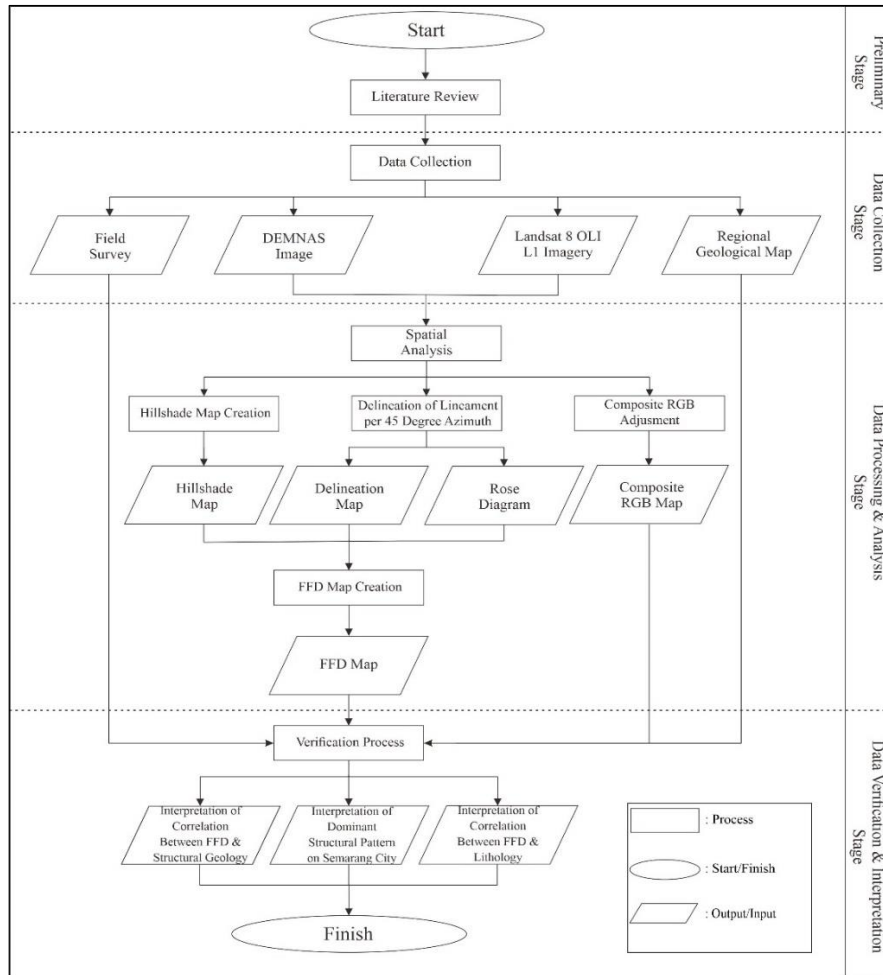 Start
Preliminary
Stage
Literature Review
Data Collection
Data Collection
Stage
Field
Survey
DEMNAS
Image
Landsat 8 OLI
L1 Imagery
Regional
Geological Map
Spatial
Analysis
Data Processing & Analysis
Stage
Hillshade Map Creation
Delineation of Lineament
per 45 Degree Azimuth
Composite RGB
Adjusment
Hillshade
Map
Delineation
Map
Rose
Diagram
Composite
RGB Map
FFD Map Creation
FFD Map
Verification Process
Data Verification & Interpretation
Stage
Interpretation of
Correlation
Between FFD &
Structural Geology
Interpretation of
Dominant
Structural Pattern
on Semarang City
Interpretation of
Correlation
Between FFD &
Lithology
Finish
: Process
: Start/Finish
: Output/Input